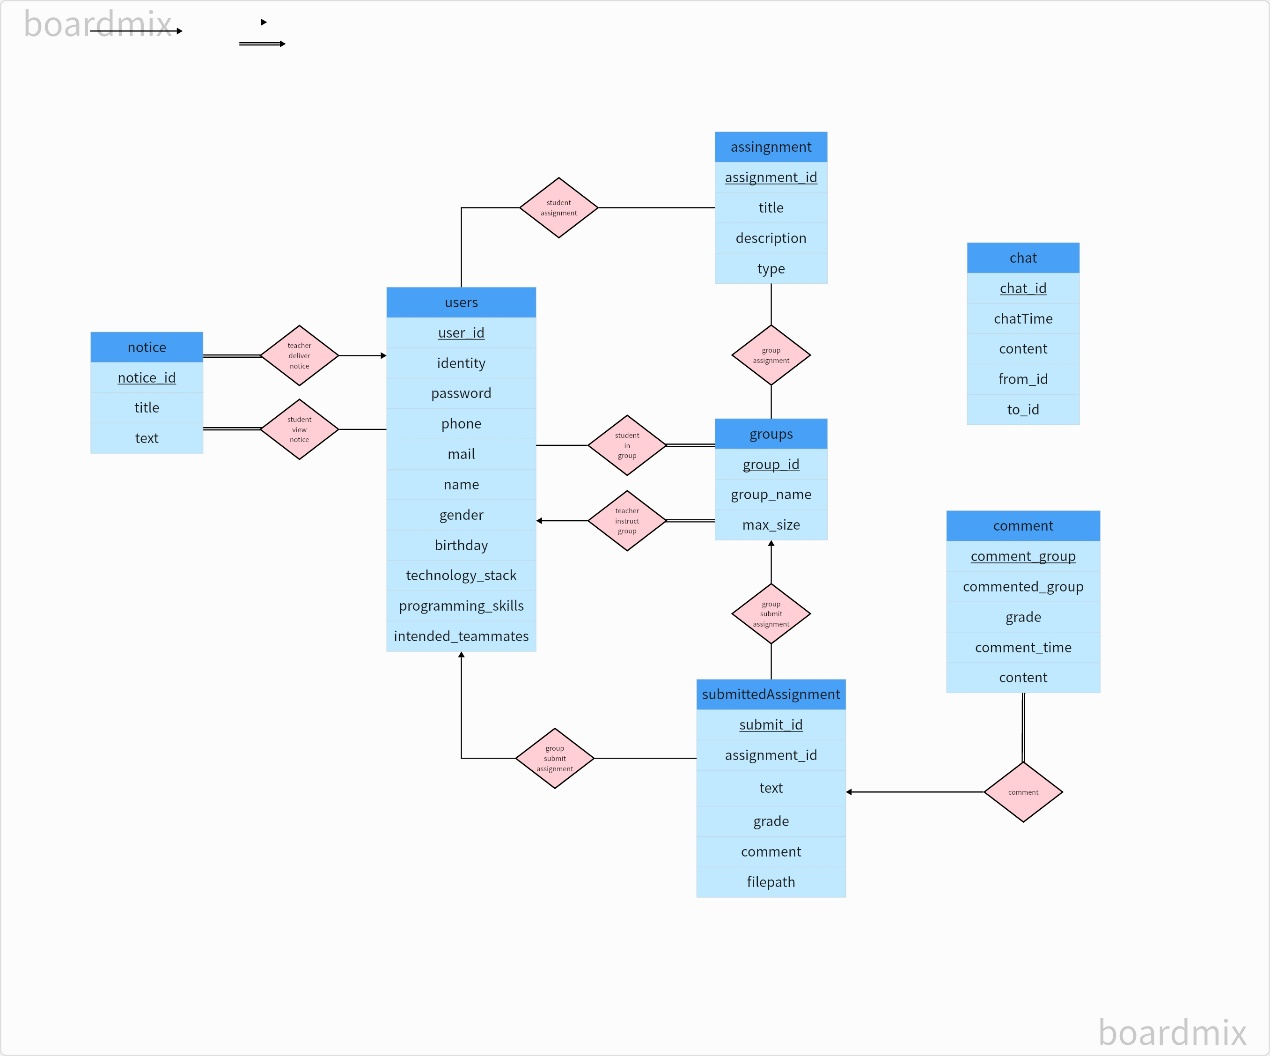 boardmix
assingnment
assignment_id
title
description
type
student
assignment
chat
chat_id
chatTime
content
from_id
to_id
users
user_id
identity
password
phone
mail
name
gender
birthday
technology_stack
programming_skills
intended_teammates
notice
notice_id
title
text
teacher
deliver
notice
student
view
notice
group
assignment
student
in
group
teacher
instruct
group
groups
group_id
group_name
max_size
comment
comment_group
commented_group
grade
comment_time
content
group
submit
assignment
submittedAssignment
submit_id
assignment_id
text
grade
comment
filepath
group
submit
assignment
comment
boardmix